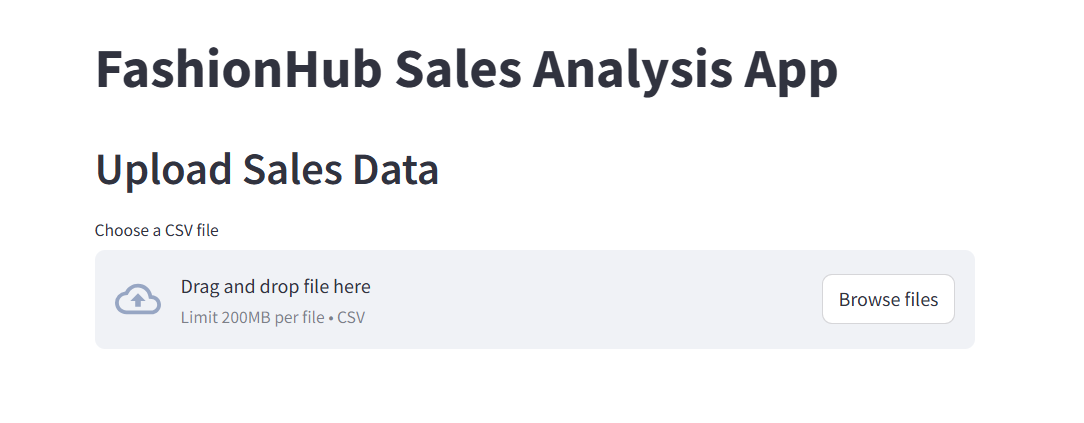 FashionHub Sales Analysis App
Upload Sales Data
Choose a CSV file
Drag and drop file here
Limit 200MB per file • CSV
Browse files